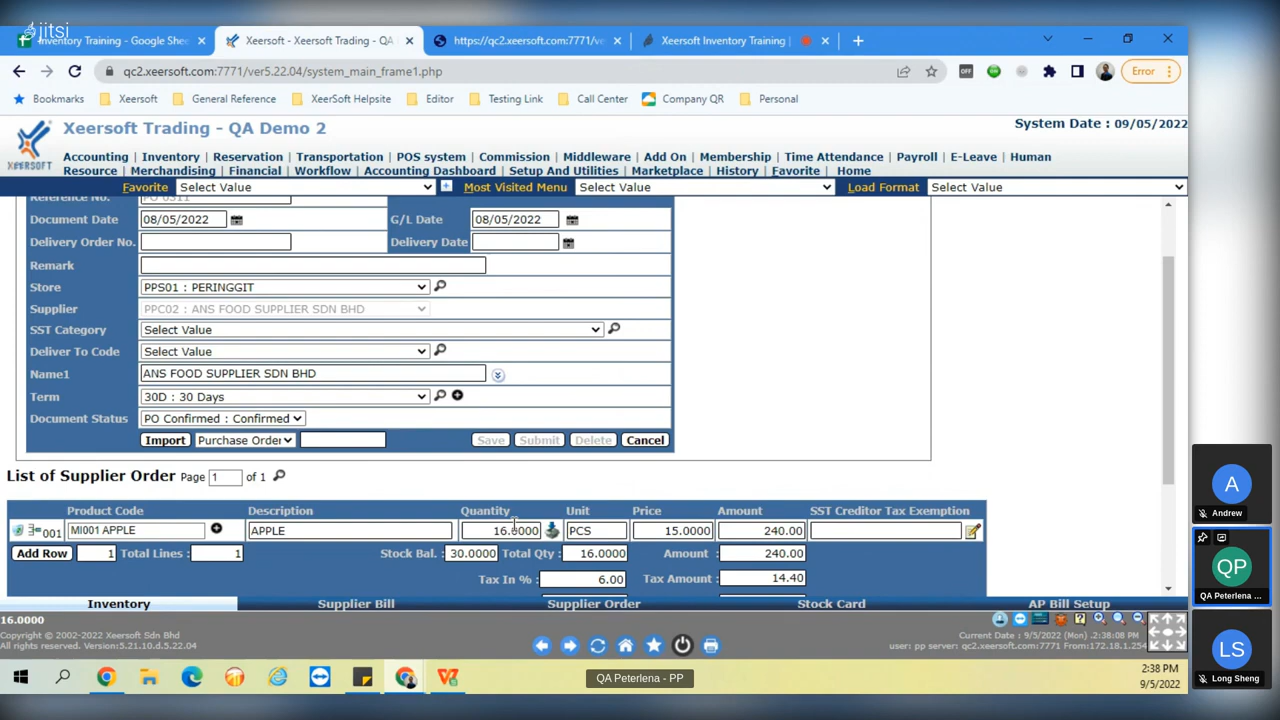 jitsi
Inventory Training - Google She
Xeersoft - Xeersoft Trading - QA
https://qc2.xeersoft.com:7771/ve
Xeersoft Inventory Training |
qc2.xeersoft.com:7771/ver5.22.04/system_main_frame1.php
OFF
Error
Bookmarks
Xeersoft
General Reference
XeerSoft Helpsite
Editor
Testing Link
Call Center
Company QR
Personal
XEERSOFT
Xeersoft Trading - QA Demo 2
System Date : 09/05/2022
Accounting | Inventory | Reservation | Transportation | POS system | Commission | Middleware | Add On | Membership | Time Attendance | Payroll | E-Leave | Human
Resource | Merchandising | Financial | Workflow | Accounting Dashboard | Setup And Utilities | Marketplace | History | Favorite | Home
Favorite Select Value Most Visited Menu Select Value Load Format Select Value
Reference No. PO 0311
Document Date 08/05/2022 G/L Date 08/05/2022
Delivery Order No. Delivery Date
Remark
Store PPS01 : PERINGGIT
Supplier PPC02 : ANS FOOD SUPPLIER SDN BHD
SST Category Select Value
Deliver To Code Select Value
Name1 ANS FOOD SUPPLIER SDN BHD
Term 30D : 30 Days
Document Status PO Confirmed : Confirmed
Import Purchase Order Save Submit Delete Cancel
List of Supplier Order Page 1 of 1
Product Code Description Quantity Unit Price Amount SST Creditor Tax Exemption
001 MI001 APPLE APPLE 16.0000 PCS 15.0000 240.00
Add Row 1 Total Lines : 1 Stock Bal. : 30.0000 Total Qty : 16.0000 Amount : 240.00
Tax In % : 6.00 Tax Amount : 14.40
Inventory Supplier Bill Supplier Order Stock Card AP Bill Setup
16.0000
Copyright © 2002-2022 Xeersoft Sdn Bhd
All rights reserved. Version:5.21.10.d.5.22.04
Current Date : 9/5/2022 (Mon) .2:38:08 PM
user: pp server: qc2.xeersoft.com:7771 From:172.18.1.254
2:38 PM
9/5/2022
QA Peterlena - PP
A
Andrew
QP
QA Peterlena ...
LS
Long Sheng